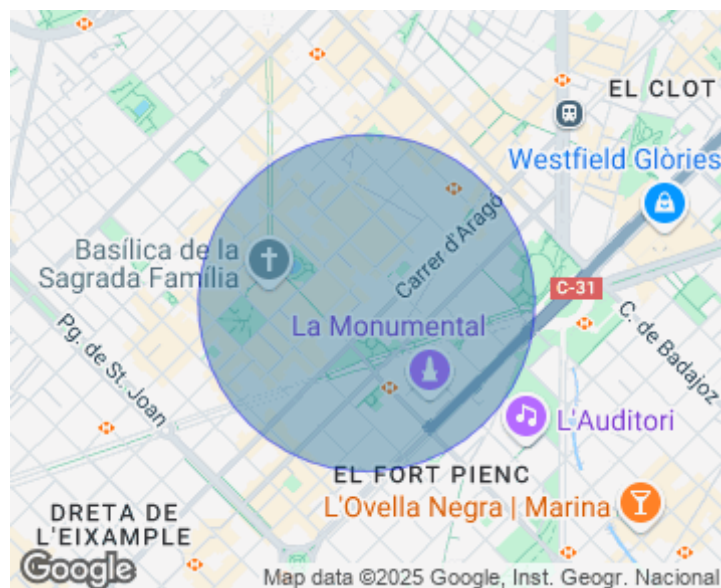 EL CLOT
Westfield Glòries
Carrer d'Aragó
Basílica de la
Sagrada Família
C-31
La Monumental
C. de Badajoz
Pg. de St. Joan
L'Auditori
EL FORT PIENC
L'Ovella Negra | Marina
DRETA DE
L'EIXAMPLE
Google
Map data ©2025 Google, Inst. Geogr. Nacional